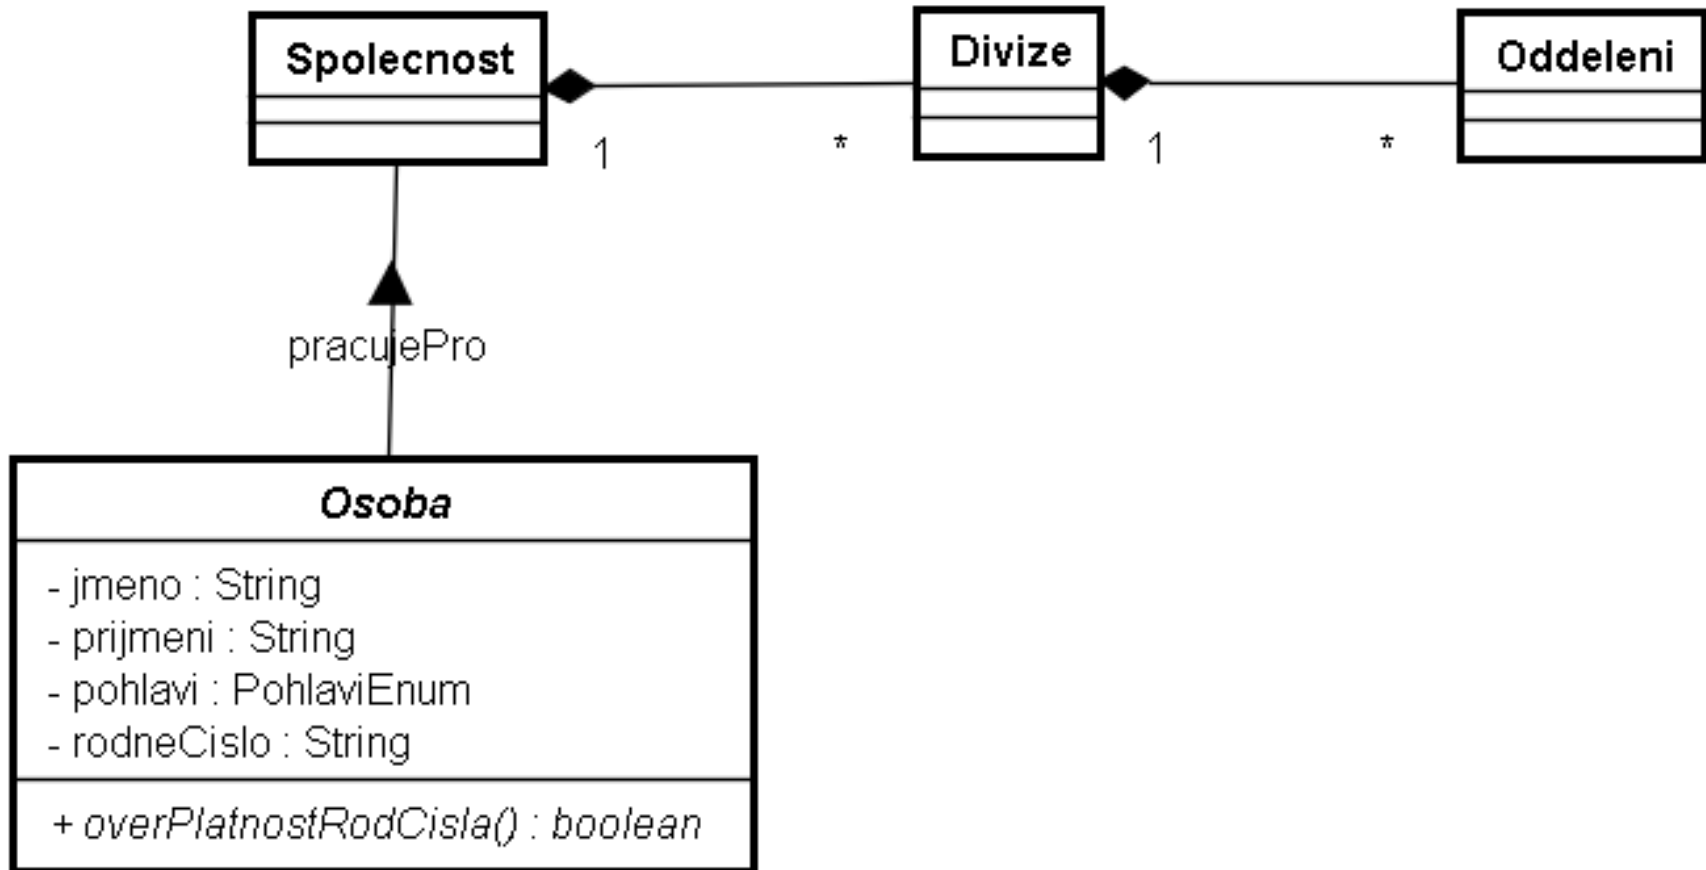 Spolecnost
Divize
Oddeleni
1
*
1
*
pracujePro
Osoba
- jmeno : String
- prijmeni : String
- pohlavi : PohlaviEnum
- rodneCislo : String
+ overPlatnostRodCisla() : boolean